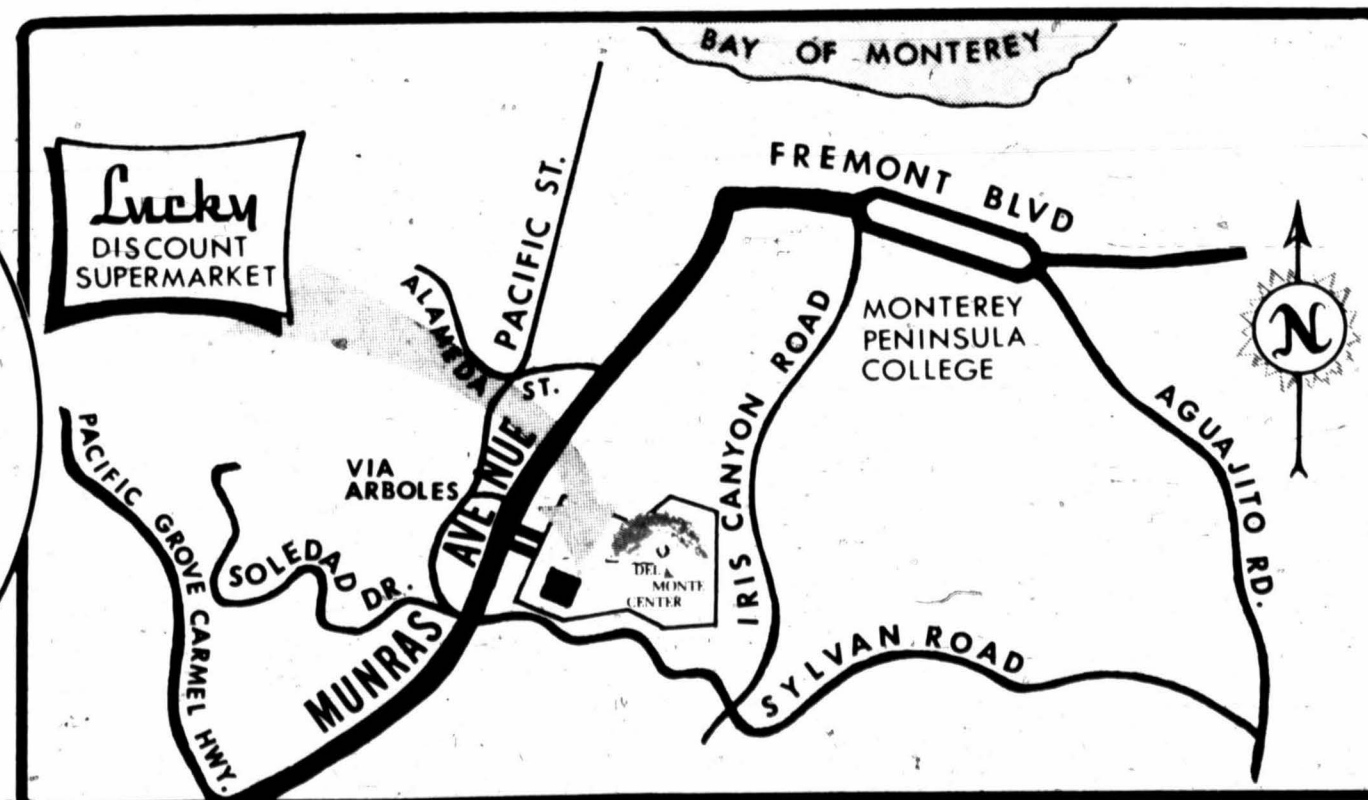 BAY OF MONTEREY
Lucky
DISCOUNT
SUPERMARKET
PACIFIC ST.
FREMONT BLVD
ALAMEDA ST.
N
MONTEREY
PENINSULA
COLLEGE
IRIS CANYON ROAD
AGUAJITO RD.
PACIFIC GROVE CARMEL HWY.
VIA
ARBOLES
MUNRAS AVENUE
SOLEDAD DR.
DEL
MONTE
CENTER
SYLVAN ROAD